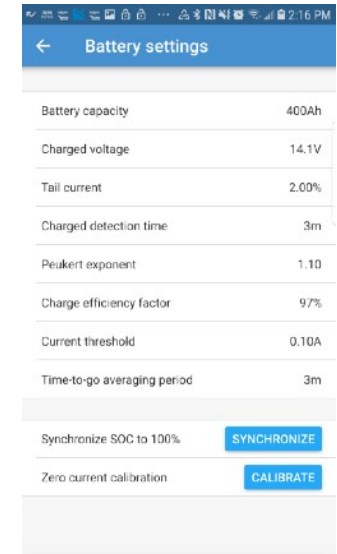 2:16 PM
Battery settings
Battery capacity 400Ah
Charged voltage 14.1V
Tail current 2.00%
Charged detection time 3m
Peukert exponent 1.10
Charge efficiency factor 97%
Current threshold 0.10A
Time-to-go averaging period 3m
Synchronize SOC to 100% SYNCHRONIZE
Zero current calibration CALIBRATE